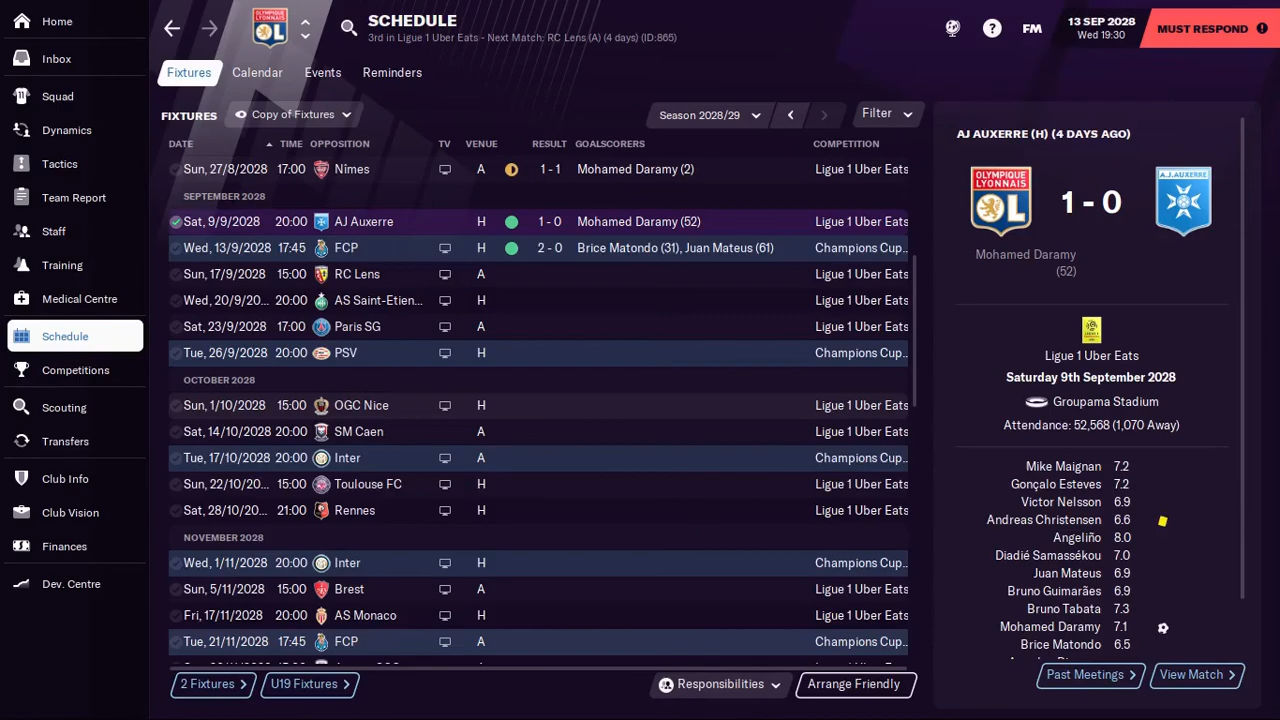 Home
Inbox
Squad
Dynamics
Tactics
Team Report
Staff
Training
Medical Centre
Schedule
Competitions
Scouting
Transfers
Club Info
Club Vision
Finances
Dev. Centre
SCHEDULE
3rd in Ligue 1 Uber Eats - Next Match: RC Lens (A) (4 days) (ID:865)
FM
13 SEP 2028
Wed 19:30
MUST RESPOND
Fixtures Calendar Events Reminders
FIXTURES Copy of Fixtures Season 2028/29 Filter
DATE TIME OPPOSITION TV VENUE RESULT GOALSCORERS COMPETITION
Sun, 27/8/2028 17:00 Nîmes A 1 - 1 Mohamed Daramy (2) Ligue 1 Uber Eats
SEPTEMBER 2028
Sat, 9/9/2028 20:00 AJ Auxerre H 1 - 0 Mohamed Daramy (52) Ligue 1 Uber Eats
Wed, 13/9/2028 17:45 FCP H 2 - 0 Brice Matondo (31), Juan Mateus (61) Champions Cup..
Sun, 17/9/2028 15:00 RC Lens A Ligue 1 Uber Eats
Wed, 20/9/20... 20:00 AS Saint-Etien... H Ligue 1 Uber Eats
Sat, 23/9/2028 17:00 Paris SG A Ligue 1 Uber Eats
Tue, 26/9/2028 20:00 PSV H Champions Cup..
OCTOBER 2028
Sun, 1/10/2028 15:00 OGC Nice H Ligue 1 Uber Eats
Sat, 14/10/2028 20:00 SM Caen A Ligue 1 Uber Eats
Tue, 17/10/2028 20:00 Inter A Champions Cup..
Sun, 22/10/20... 15:00 Toulouse FC H Ligue 1 Uber Eats
Sat, 28/10/20... 21:00 Rennes H Ligue 1 Uber Eats
NOVEMBER 2028
Wed, 1/11/2028 20:00 Inter H Champions Cup..
Sun, 5/11/2028 15:00 Brest A Ligue 1 Uber Eats
Fri, 17/11/2028 20:00 AS Monaco H Ligue 1 Uber Eats
Tue, 21/11/2028 17:45 FCP A Champions Cup..
2 Fixtures U19 Fixtures Responsibilities Arrange Friendly
AJ AUXERRE (H) (4 DAYS AGO)
OLYMPIQUE LYONNAIS
OL
1 - 0
A.J. AUXERRE
Mohamed Daramy
(52)
Ligue 1 Uber Eats
Saturday 9th September 2028
Groupama Stadium
Attendance: 52,568 (1,070 Away)
Mike Maignan 7.2
Gonçalo Esteves 7.2
Victor Nelsson 6.9
Andreas Christensen 6.6
Angeliño 8.0
Diadié Samassékou 7.0
Juan Mateus 6.9
Bruno Guimarães 6.9
Bruno Tabata 7.3
Mohamed Daramy 7.1
Brice Matondo 6.5
Past Meetings View Match